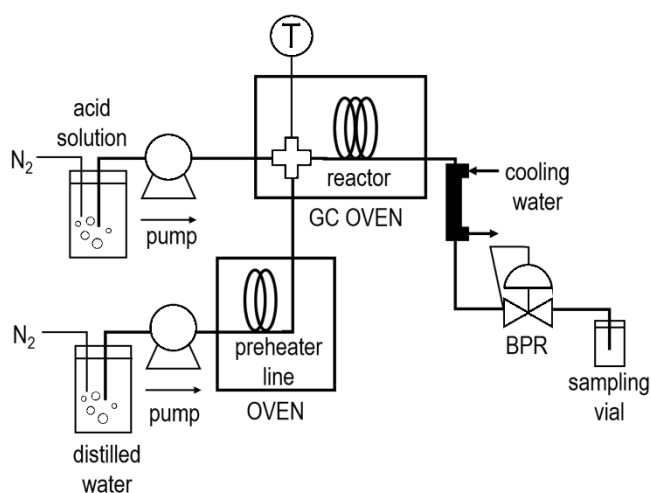 T
acid
solution
N2
pump
reactor
GC OVEN
cooling
water
N2
pump
preheater
line
OVEN
distilled
water
BPR
sampling
vial